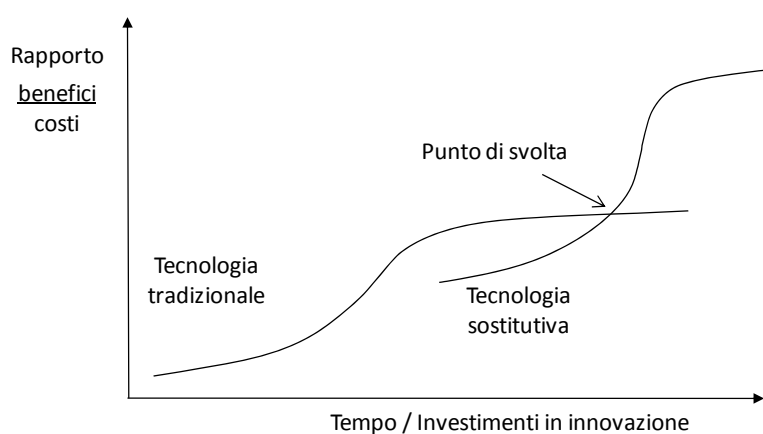 Rapporto
benefici
costi
Punto di svolta
Tecnologia
tradizionale
Tecnologia
sostitutiva
Tempo / Investimenti in innovazione